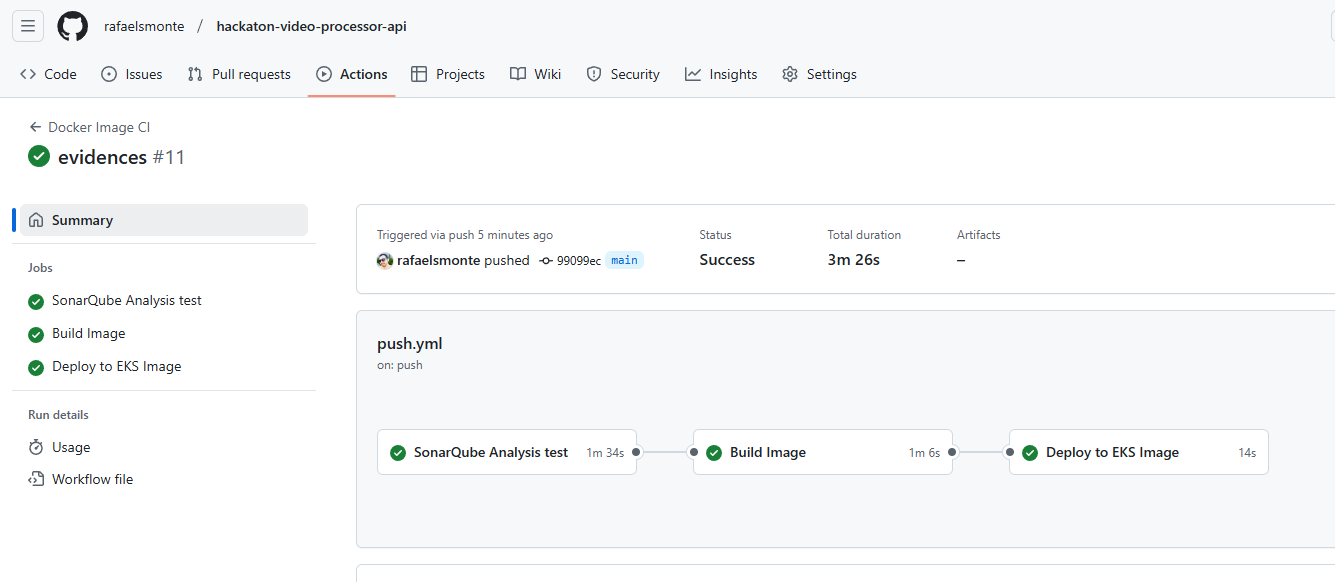 rafaelsmonte / hackaton-video-processor-api
Code Issues Pull requests Actions Projects Wiki Security Insights Settings
Docker Image CI
evidences #11
Summary
Jobs
SonarQube Analysis test
Build Image
Deploy to EKS Image
Run details
Usage
Workflow file
Triggered via push 5 minutes ago
rafaelsmonte pushed 99099ec main
Status
Success
Total duration
3m 26s
Artifacts
–
push.yml
on: push
SonarQube Analysis test 1m 34s
Build Image 1m 6s
Deploy to EKS Image 14s